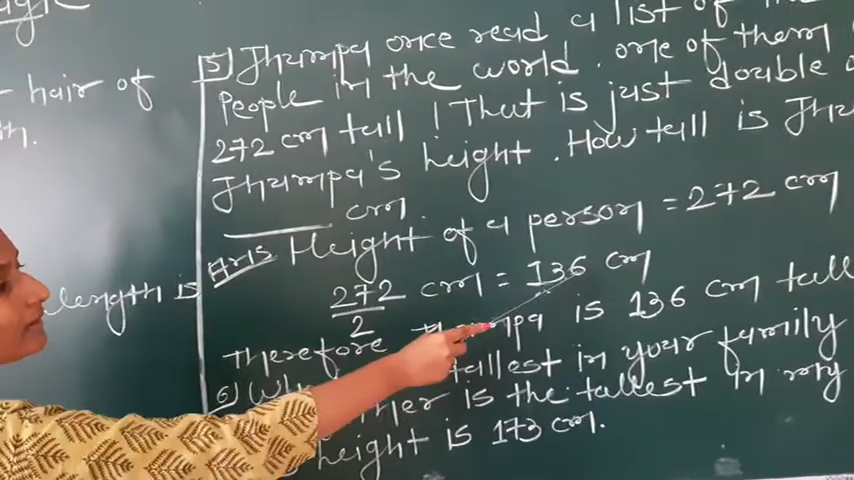 hair of
th.
length is
5) Jhumpa once read a list of the
People in the world. one of them
272 cm tall! That is just double
Jhumpa's height. How tall is Jhu
cm
Ans Height of a person = 272 cm
272/2 cm = 136 cm
Therefore is 136 cm tall
6) tallest in your family
is the tallest in my
height is 173 cm.